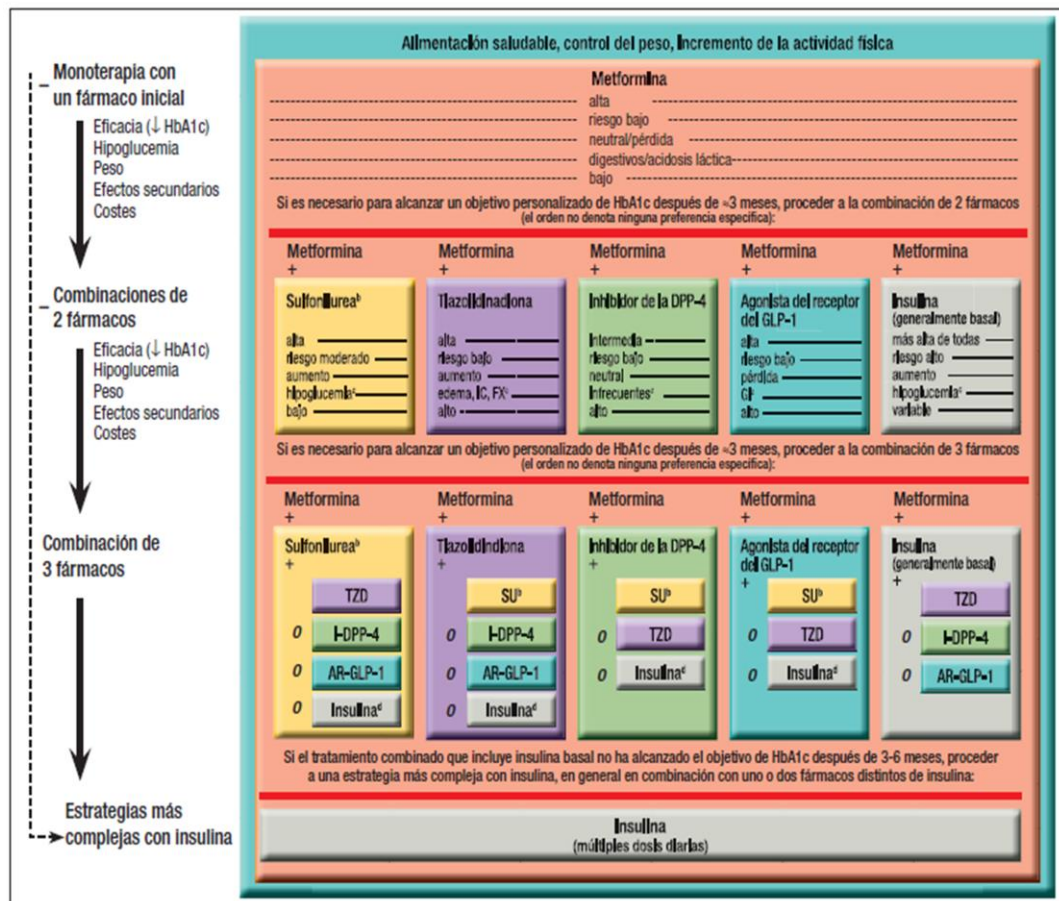 Alimentación saludable, control del peso, incremento de la actividad física
Monoterapia con
un fármaco inicial
Eficacia (↓ HbA1c)
Hipoglucemia
Peso
Efectos secundarios
Costes
Metformina
alta
riesgo bajo
neutral/pérdida
digestivos/acidosis láctica
bajo
Si es necesario para alcanzar un objetivo personalizado de HbA1c después de ≈3 meses, proceder a la combinación de 2 fármacos
(el orden no denota ninguna preferencia específica):
Combinaciones de
2 fármacos
Eficacia (↓ HbA1c)
Hipoglucemia
Peso
Efectos secundarios
Costes
Metformina
+
Sulfonilureaᵇ
alta
riesgo moderado
aumento
hipoglucemiaᶜ
bajo
Metformina
+
Tiazolidinadiona
alta
riesgo bajo
aumento
edema, IC, FXᶜ
alto
Metformina
+
Inhibidor de la DPP-4
Intermedia
riesgo bajo
neutral
infrecuentesᶜ
alto
Metformina
+
Agonista del receptor
del GLP-1
alta
riesgo bajo
pérdida
GIᶜ
alto
Metformina
+
Insulina
(generalmente basal)
más alta de todas
riesgo alto
aumento
hipoglucemiaᶜ
variable
Si es necesario para alcanzar un objetivo personalizado de HbA1c después de ≈3 meses, proceder a la combinación de 3 fármacos
(el orden no denota ninguna preferencia específica):
Combinación de
3 fármacos
Metformina
+
Sulfonilureaᵇ
+
TZD
o I-DPP-4
o AR-GLP-1
o Insulinaᵈ
Metformina
+
Tiazolidindiona
+
SUᵇ
o I-DPP-4
o AR-GLP-1
o Insulinaᵈ
Metformina
+
Inhibidor de la DPP-4
+
SUᵇ
o TZD
o Insulinaᵈ
Metformina
+
Agonista del receptor
del GLP-1
+
SUᵇ
o TZD
o Insulinaᵈ
Metformina
+
Insulina
(generalmente basal)
+
TZD
o I-DPP-4
o AR-GLP-1
Si el tratamiento combinado que incluye insulina basal no ha alcanzado el objetivo de HbA1c después de 3-6 meses, proceder
a una estrategia más compleja con insulina, en general en combinación con uno o dos fármacos distintos de insulina:
Estrategias más
complejas con insulina
Insulina
(múltiples dosis diarias)